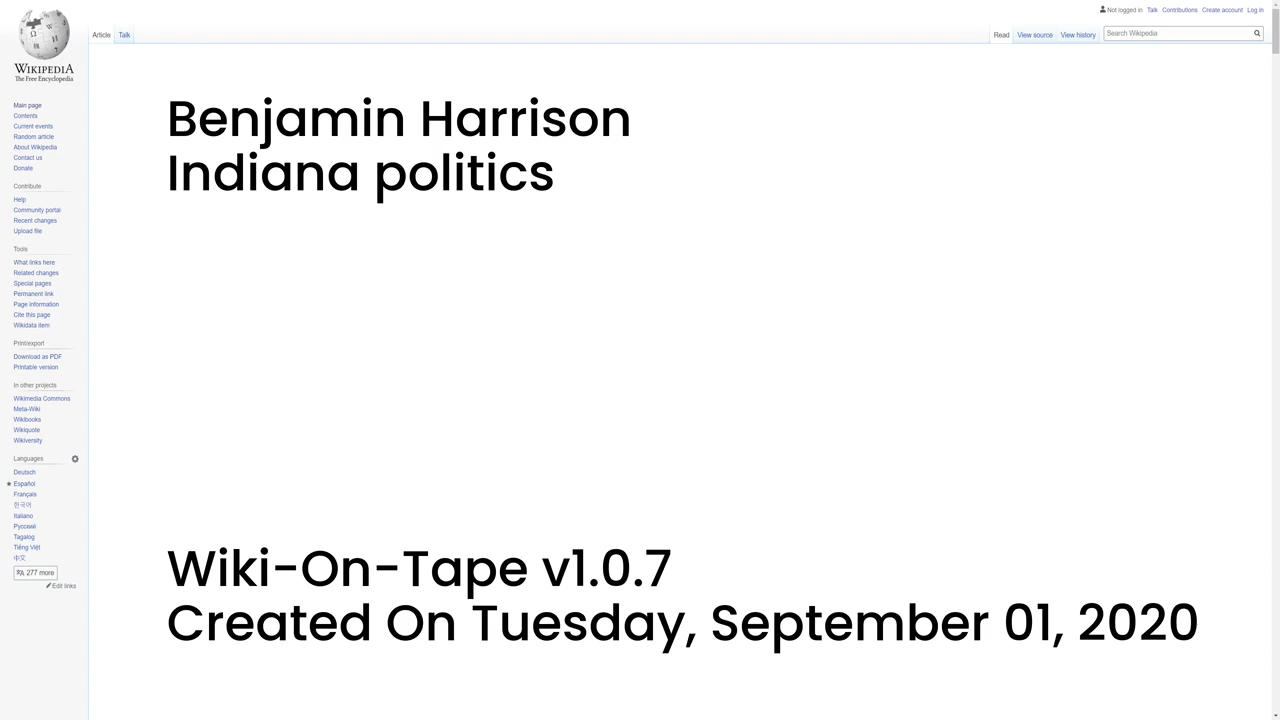 Not logged in Talk Contributions Create account Log in
WIKIPEDIA
The Free Encyclopedia
Article Talk Read View source View history Search Wikipedia
Benjamin Harrison
Indiana politics
Main page
Contents
Current events
Random article
About Wikipedia
Contact us
Donate
Contribute
Help
Community portal
Recent changes
Upload file
Tools
What links here
Related changes
Special pages
Permanent link
Page information
Cite this page
Wikidata item
Print/export
Download as PDF
Printable version
In other projects
Wikimedia Commons
Meta-Wiki
Wikibooks
Wikiquote
Wikiversity
Languages
Deutsch
Español
Français
한국어
Italiano
Русский
Tagalog
Tiếng Việt
中文
277 more
Edit links
Wiki-On-Tape v1.0.7
Created On Tuesday, September 01, 2020